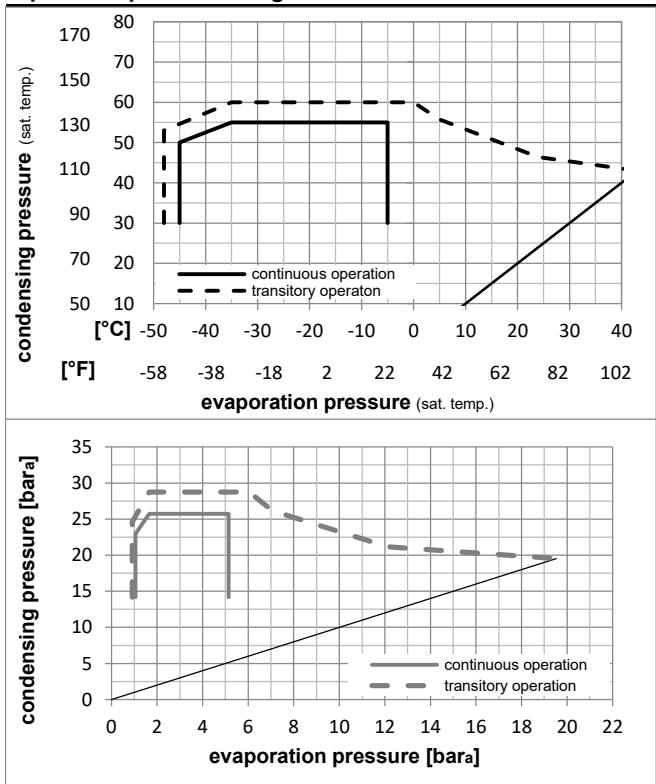 170 80
150 70
130 60
110 50
90 40
70 30
20
50 10
condensing pressure (sat. temp.)
continuous operation
transitory operaton
[°C] -50 -40 -30 -20 -10 0 10 20 30 40
[°F] -58 -38 -18 2 22 42 62 82 102
evaporation pressure (sat. temp.)
35
30
25
20
15
10
5
0
condensing pressure [bara]
continuous operation
transitory operation
0 2 4 6 8 10 12 14 16 18 20 22
evaporation pressure [bara]